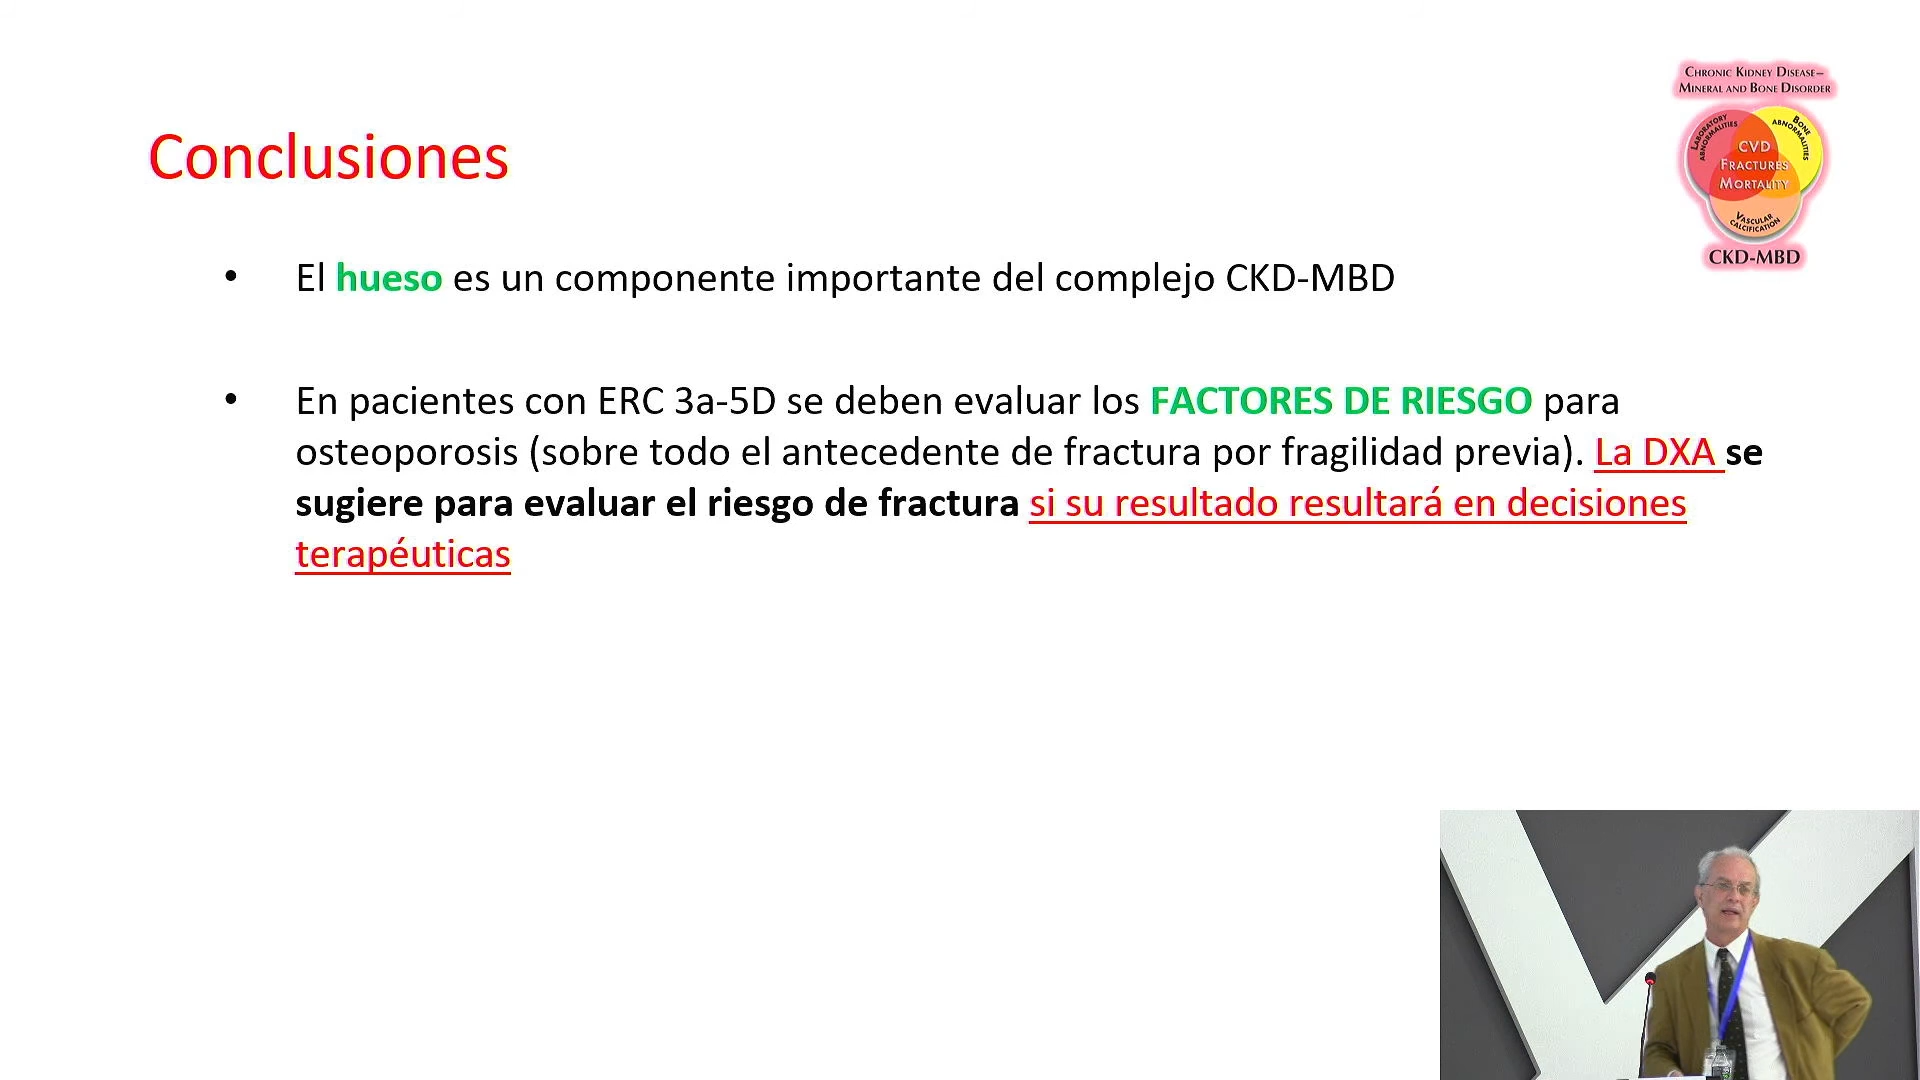 CHRONIC KIDNEY DISEASE–
MINERAL AND BONE DISORDER
LABORATORY
ABNORMALITIES
BONE
ABNORMALITIES
CVD
FRACTURES
MORTALITY
VASCULAR
CALCIFICATION
CKD-MBD
Conclusiones
• El hueso es un componente importante del complejo CKD-MBD
• En pacientes con ERC 3a-5D se deben evaluar los FACTORES DE RIESGO para
osteoporosis (sobre todo el antecedente de fractura por fragilidad previa). La DXA se
sugiere para evaluar el riesgo de fractura si su resultado resultará en decisiones
terapéuticas